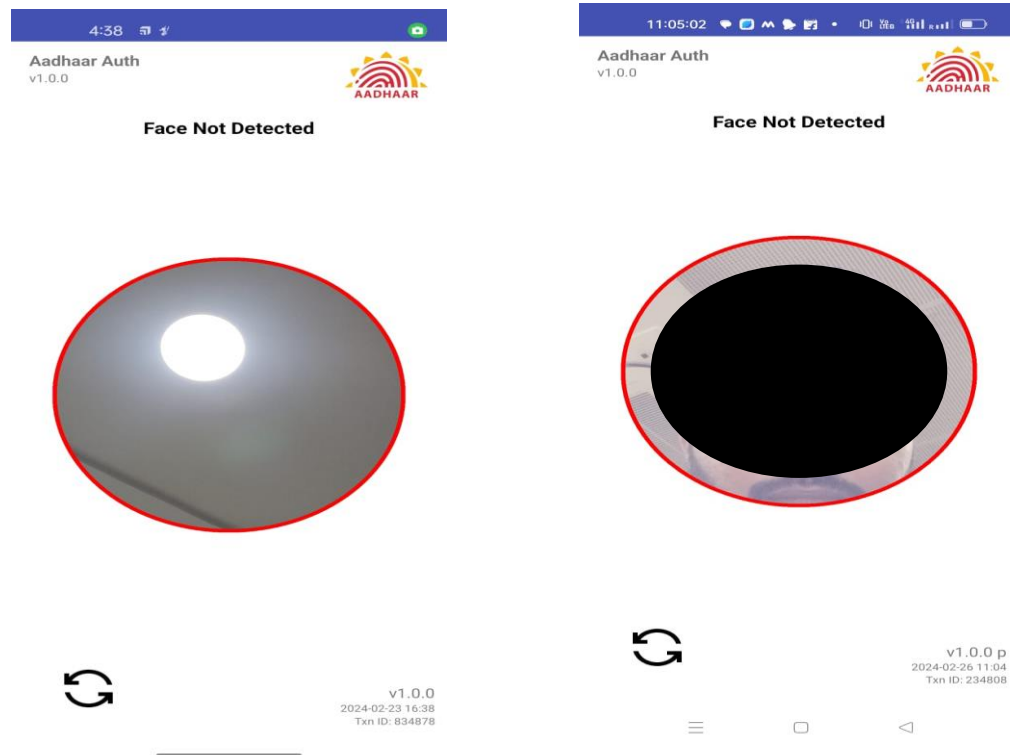 4:38
Aadhaar Auth
v1.0.0
AADHAAR
Face Not Detected
v1.0.0
2024-02-23 16:38
Txn ID: 834878
11:05:02
Aadhaar Auth
v1.0.0
AADHAAR
Face Not Detected
v1.0.0 p
2024-02-26 11:04
Txn ID: 234808